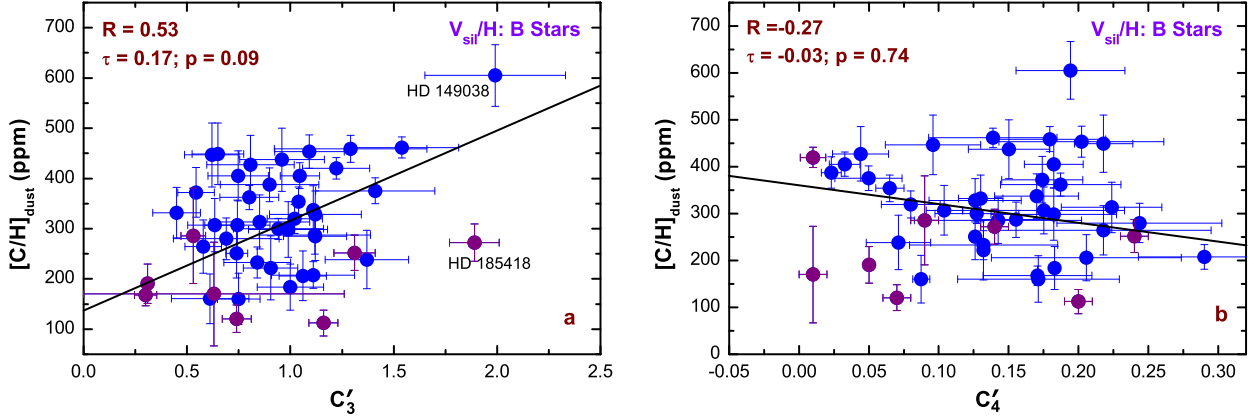 R = 0.53
τ = 0.17; p = 0.09
V_sil/H: B Stars
HD 149038
HD 185418
a
700
600
500
400
300
200
100
0.0 0.5 1.0 1.5 2.0 2.5
[C/H]_dust (ppm)
C′_3
R =-0.27
τ = -0.03; p = 0.74
V_sil/H: B Stars
b
700
600
500
400
300
200
100
0
-0.05 0.00 0.05 0.10 0.15 0.20 0.25 0.30
[C/H]_dust (ppm)
C′_4